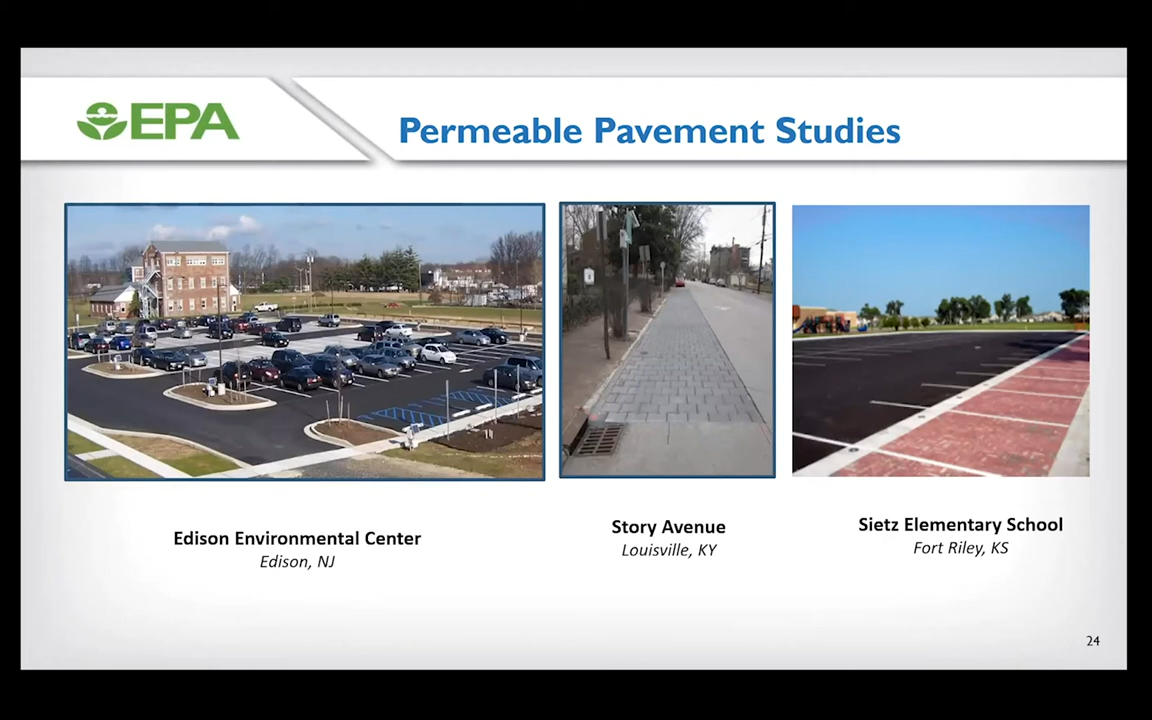 EPA
Permeable Pavement Studies
Edison Environmental Center
Edison, NJ
Story Avenue
Louisville, KY
Sietz Elementary School
Fort Riley, KS
24